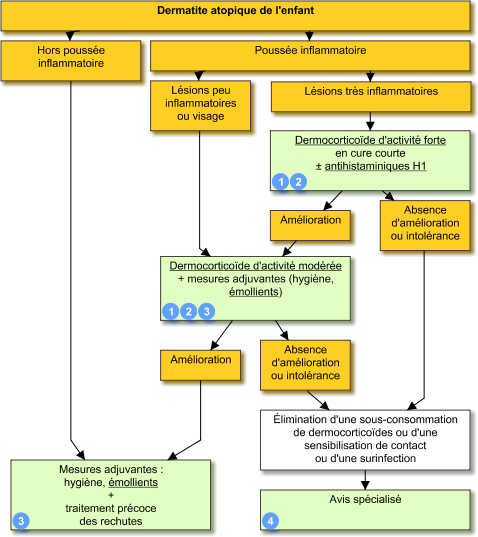 Dermatite atopique de l'enfant
Hors poussée
inflammatoire
Poussée inflammatoire
Lésions peu
inflammatoires
ou visage
Lésions très inflammatoires
Dermocorticoïde d'activité forte
en cure courte
± antihistaminiques H1
1 2
Amélioration
Absence
d'amélioration
ou intolérance
Dermocorticoïde d'activité modérée
+ mesures adjuvantes (hygiène,
émollients)
1 2 3
Amélioration
Absence
d'amélioration
ou intolérance
Élimination d'une sous-consommation
de dermocorticoïdes ou d'une
sensibilisation de contact
ou d'une surinfection
Mesures adjuvantes :
hygiène, émollients
+
traitement précoce
des rechutes
3
Avis spécialisé
4